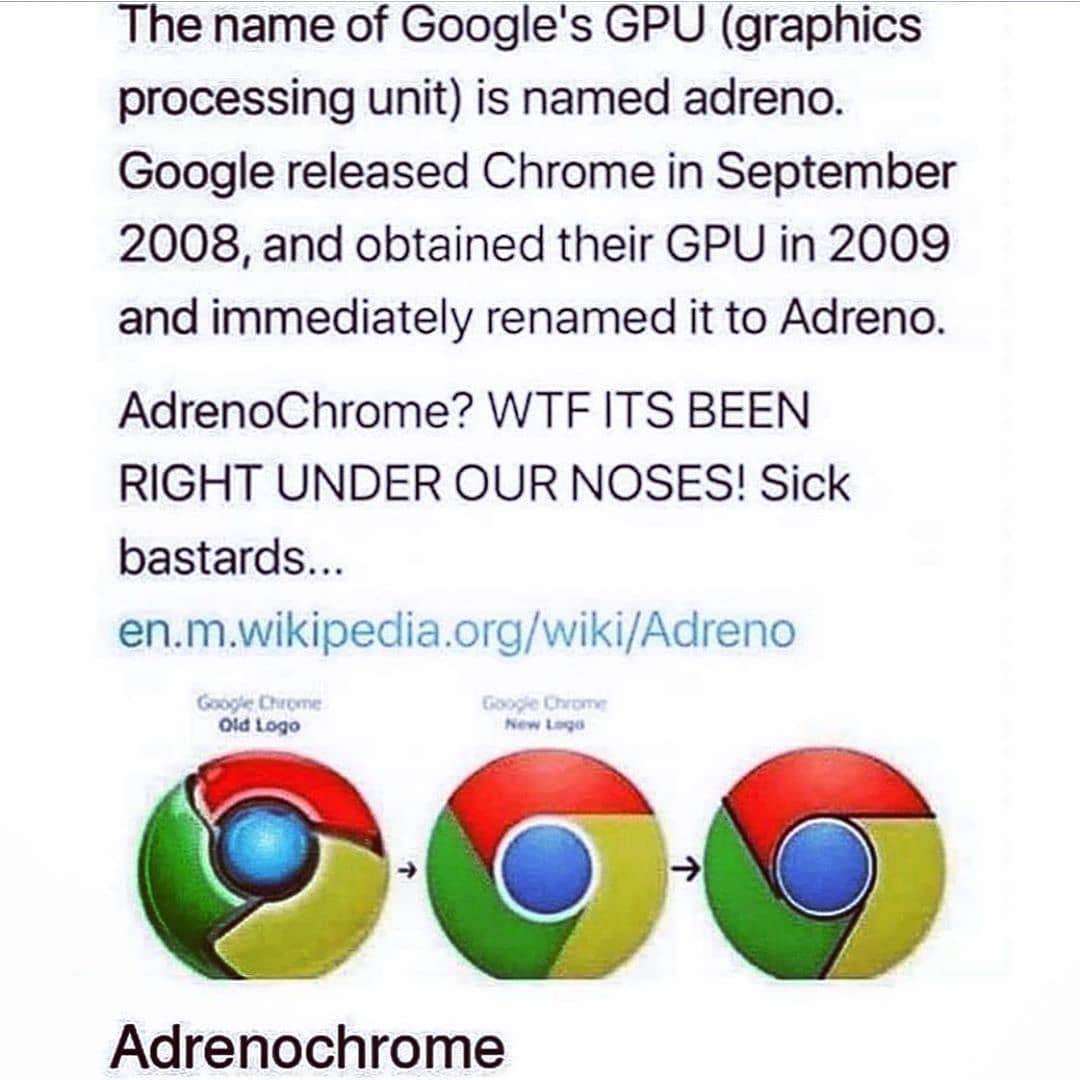 The name of Google's GPU (graphics
processing unit) is named adreno.
Google released Chrome in September
2008, and obtained their GPU in 2009
and immediately renamed it to Adreno.
AdrenoChrome? WTF ITS BEEN
RIGHT UNDER OUR NOSES! Sick
bastards...
en.m.wikipedia.org/wiki/Adreno
Google Chrome
Old Logo
Google Chrome
New Logo
Adrenochrome